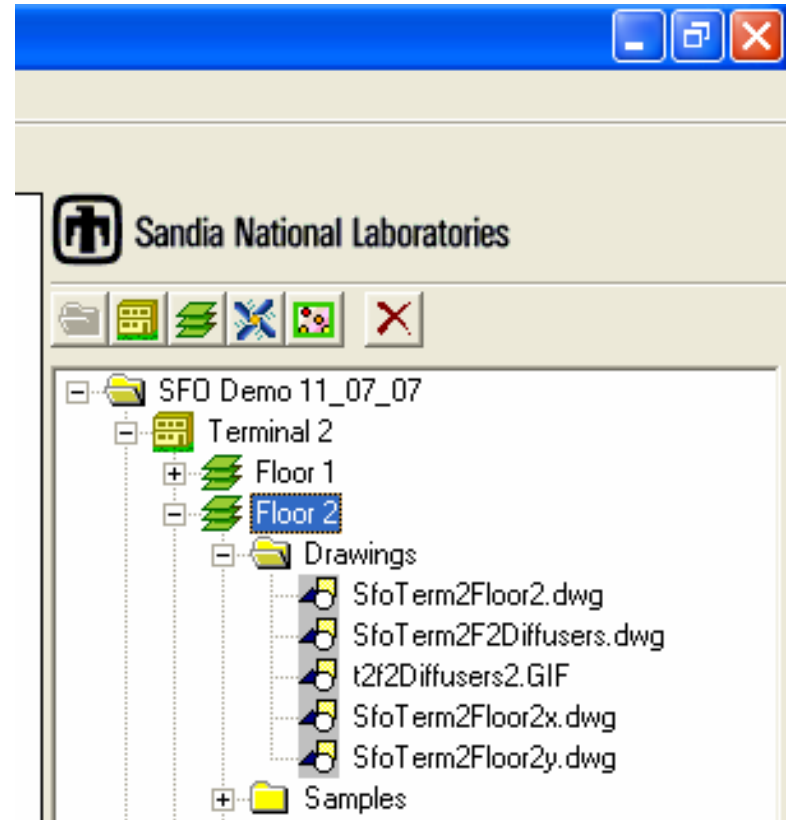 Sandia National Laboratories
SFO Demo 11_07_07
Terminal 2
Floor 1
Floor 2
Drawings
SfoTerm2Floor2.dwg
SfoTerm2F2Diffusers.dwg
t2f2Diffusers2.GIF
SfoTerm2Floor2x.dwg
SfoTerm2Floor2y.dwg
Samples